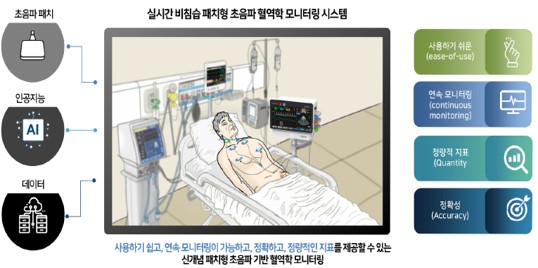 실시간 비침습 패치형 초음파 혈역학 모니터링 시스템
초음파 패치
인공지능
AI
데이터
사용하기 쉬운
(ease-of-use)
연속 모니터링
(continuous
monitoring)
정량적 지표
(Quantity
정확성
(Accuracy)
사용하기 쉽고, 연속 모니터링이 가능하고, 정확하고, 정량적인 지표를 제공할 수 있는
신개념 패치형 초음파 기반 혈역학 모니터링